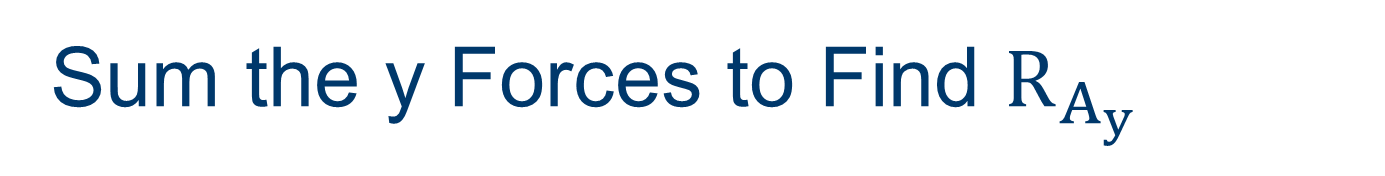 Sum the y Forces to Find R_{A_y}